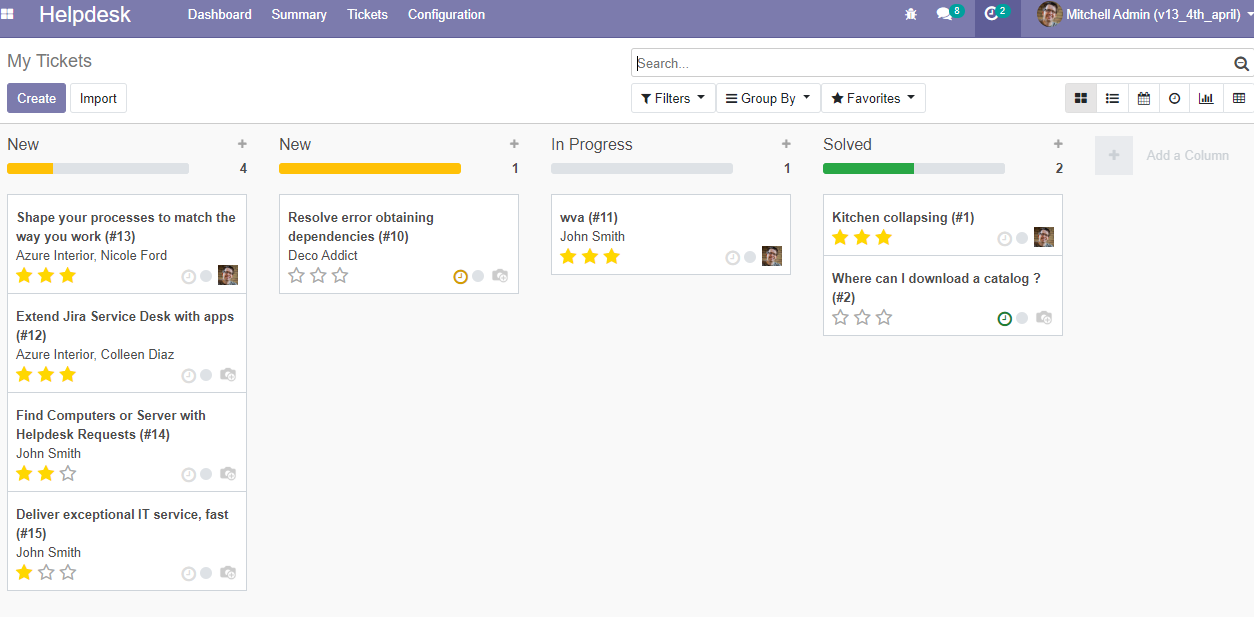 Helpdesk
Dashboard
Summary
Tickets
Configuration
8
2
Mitchell Admin (v13_4th_april)
My Tickets
Search...
Create
Import
Filters
Group By
Favorites
New
4
Shape your processes to match the
way you work (#13)
Azure Interior, Nicole Ford
Extend Jira Service Desk with apps
(#12)
Azure Interior, Colleen Diaz
Find Computers or Server with
Helpdesk Requests (#14)
John Smith
Deliver exceptional IT service, fast
(#15)
John Smith
New
1
Resolve error obtaining
dependencies (#10)
Deco Addict
In Progress
1
wva (#11)
John Smith
Solved
2
Kitchen collapsing (#1)
Where can I download a catalog ?
(#2)
Add a Column